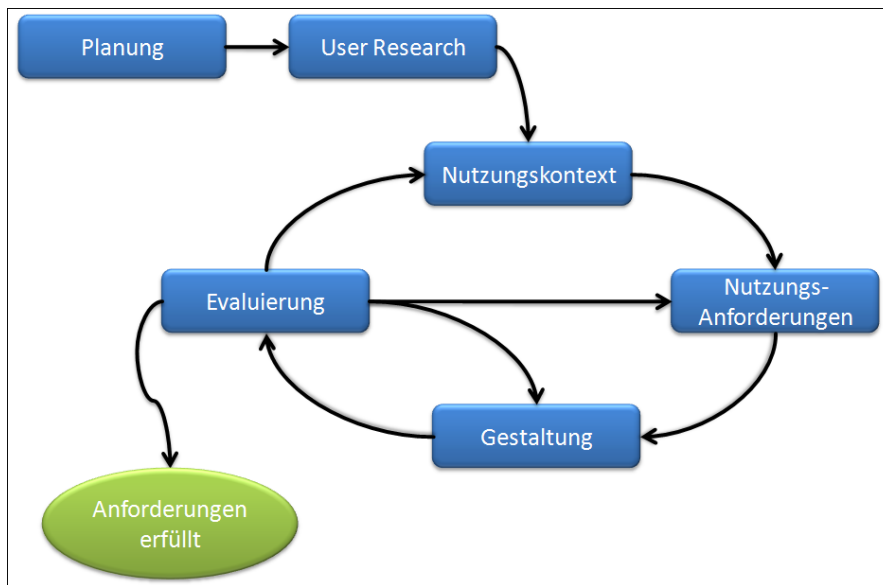 Planung
User Research
Nutzungskontext
Evaluierung
Nutzungs-
Anforderungen
Gestaltung
Anforderungen
erfüllt